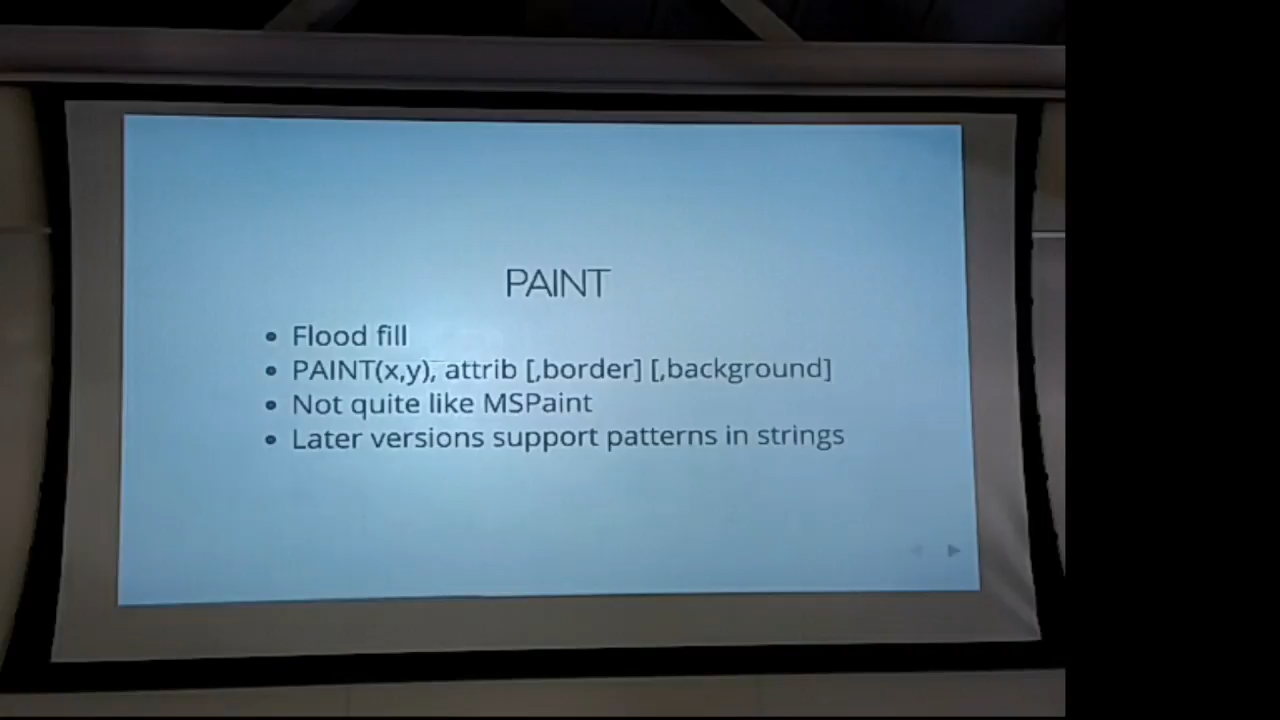 PAINT
• Flood fill
• PAINT(x,y), attrib [,border] [,background]
• Not quite like MSPaint
• Later versions support patterns in strings